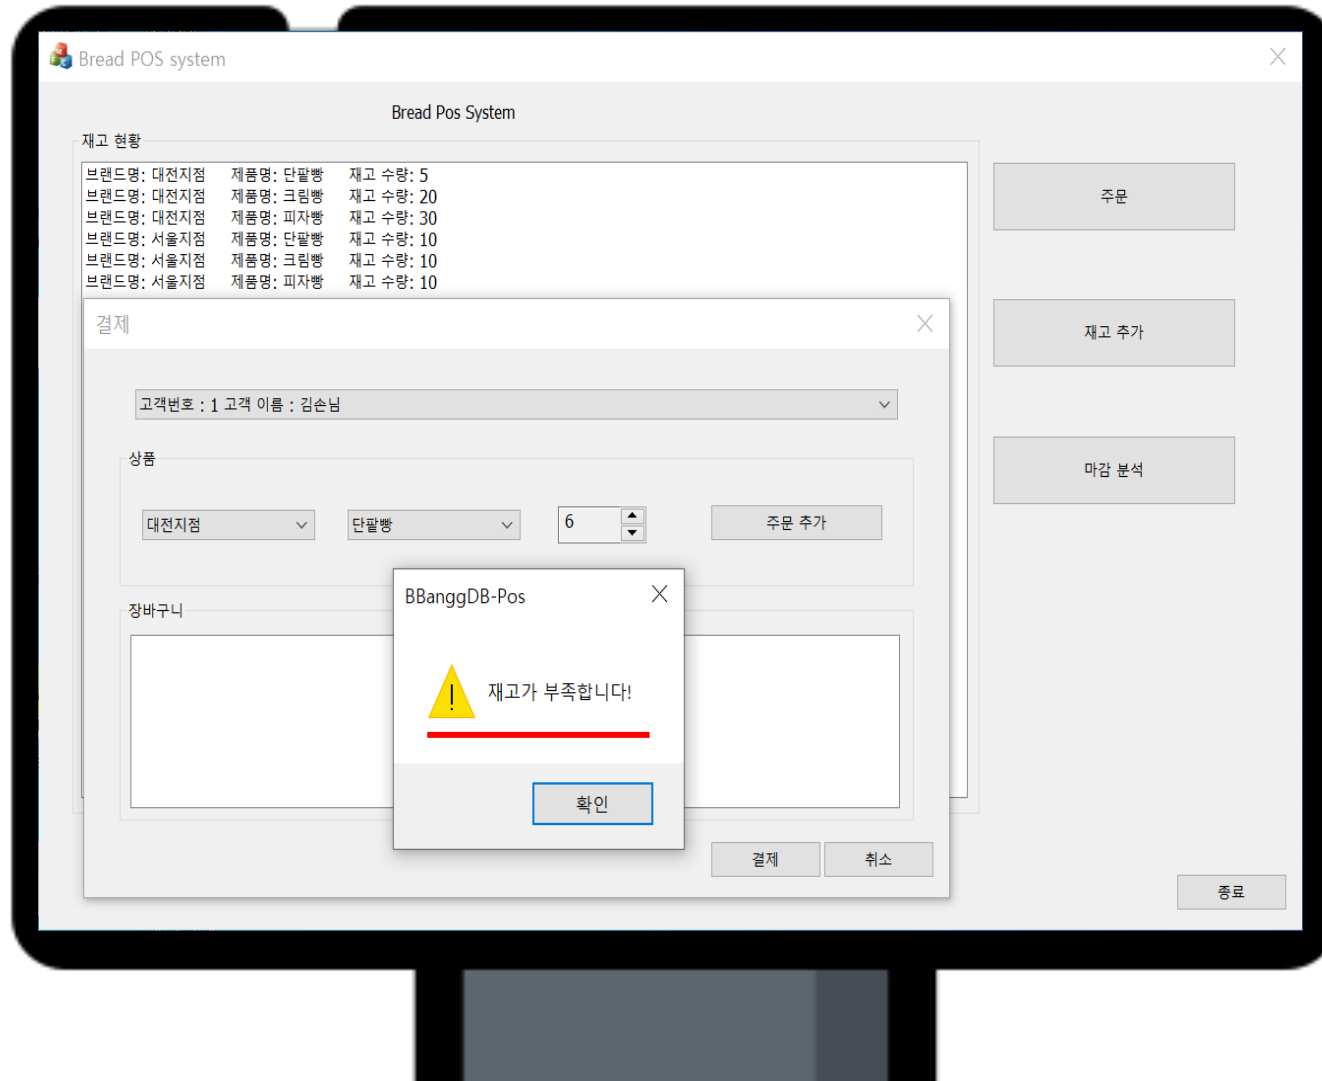 Bread POS system
Bread Pos System
재고 현황
브랜드명: 대전지점 제품명: 단팥빵 재고 수량: 5
브랜드명: 대전지점 제품명: 크림빵 재고 수량: 20
브랜드명: 대전지점 제품명: 피자빵 재고 수량: 30
브랜드명: 서울지점 제품명: 단팥빵 재고 수량: 10
브랜드명: 서울지점 제품명: 크림빵 재고 수량: 10
브랜드명: 서울지점 제품명: 피자빵 재고 수량: 10
주문
재고 추가
마감 분석
결제
고객번호 : 1 고객 이름 : 김손님
상품
대전지점 단팥빵 6 주문 추가
장바구니
BBanggDB-Pos
재고가 부족합니다!
확인
결제 취소
종료